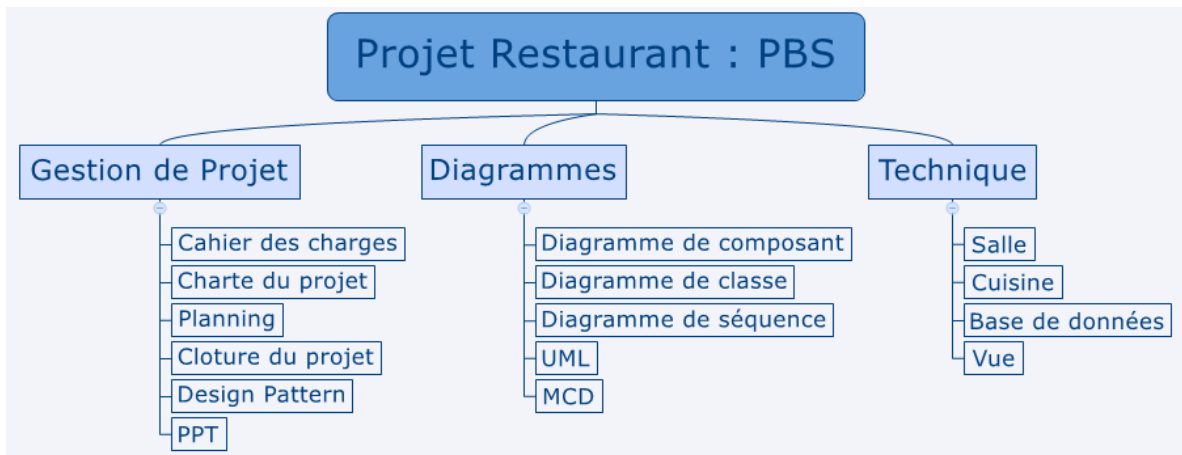 Projet Restaurant : PBS
Gestion de Projet
Cahier des charges
Charte du projet
Planning
Cloture du projet
Design Pattern
PPT
Diagrammes
Diagramme de composant
Diagramme de classe
Diagramme de séquence
UML
MCD
Technique
Salle
Cuisine
Base de données
Vue